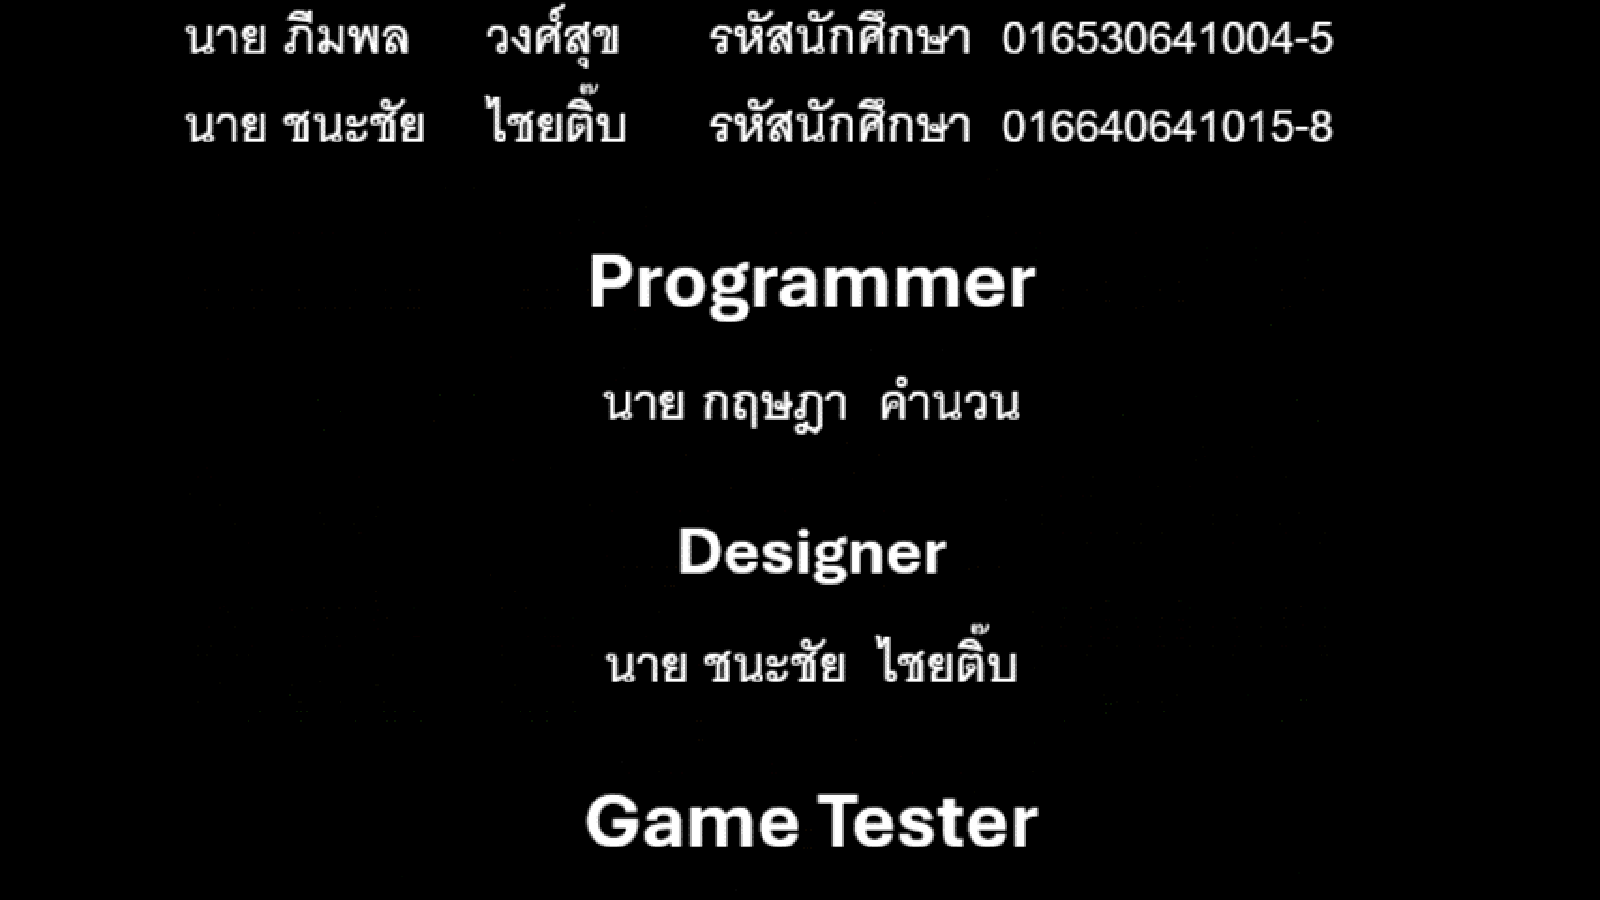 นาย ภีมพล วงศ์สุข รหัสนักศึกษา 016530641004-5
นาย ชนะชัย ไชยติ๊บ รหัสนักศึกษา 016640641015-8
Programmer
นาย กฤษฎา คำนวน
Designer
นาย ชนะชัย ไชยติ๊บ
Game Tester